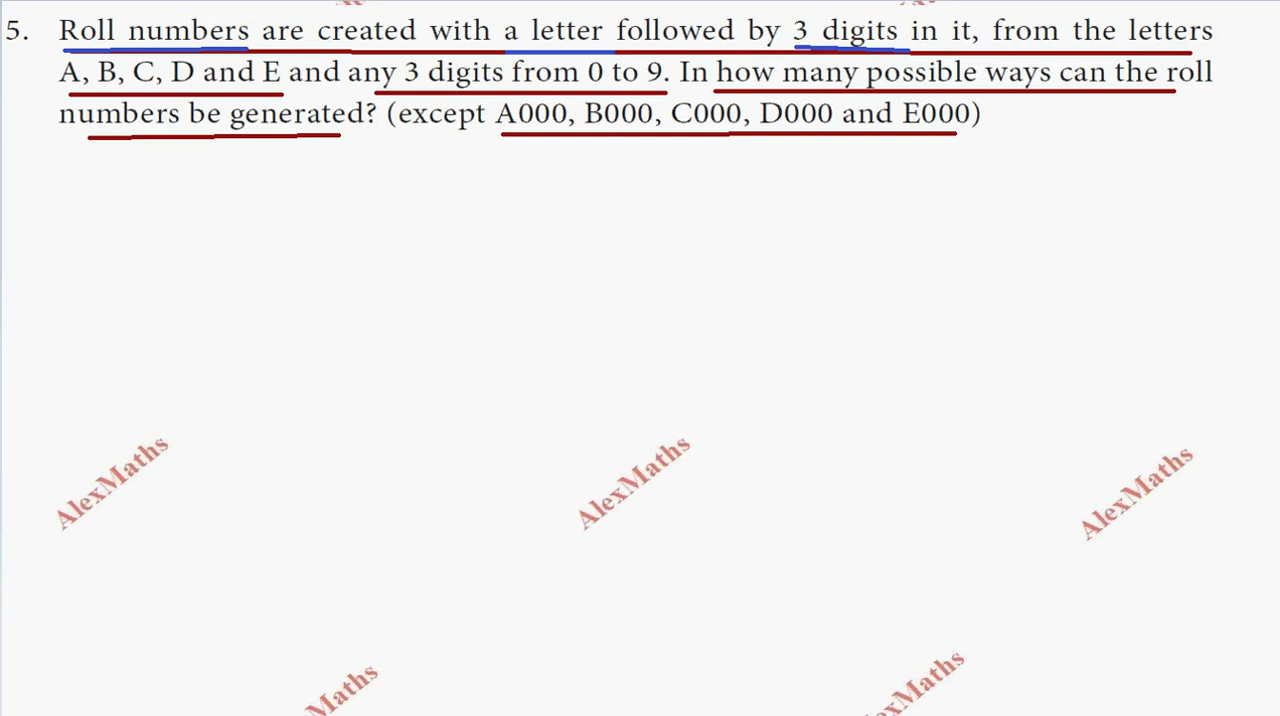 5. Roll numbers are created with a letter followed by 3 digits in it, from the letters
A, B, C, D and E and any 3 digits from 0 to 9. In how many possible ways can the roll
numbers be generated? (except A000, B000, C000, D000 and E000)
AlexMaths
AlexMaths
AlexMaths
Maths
exMaths